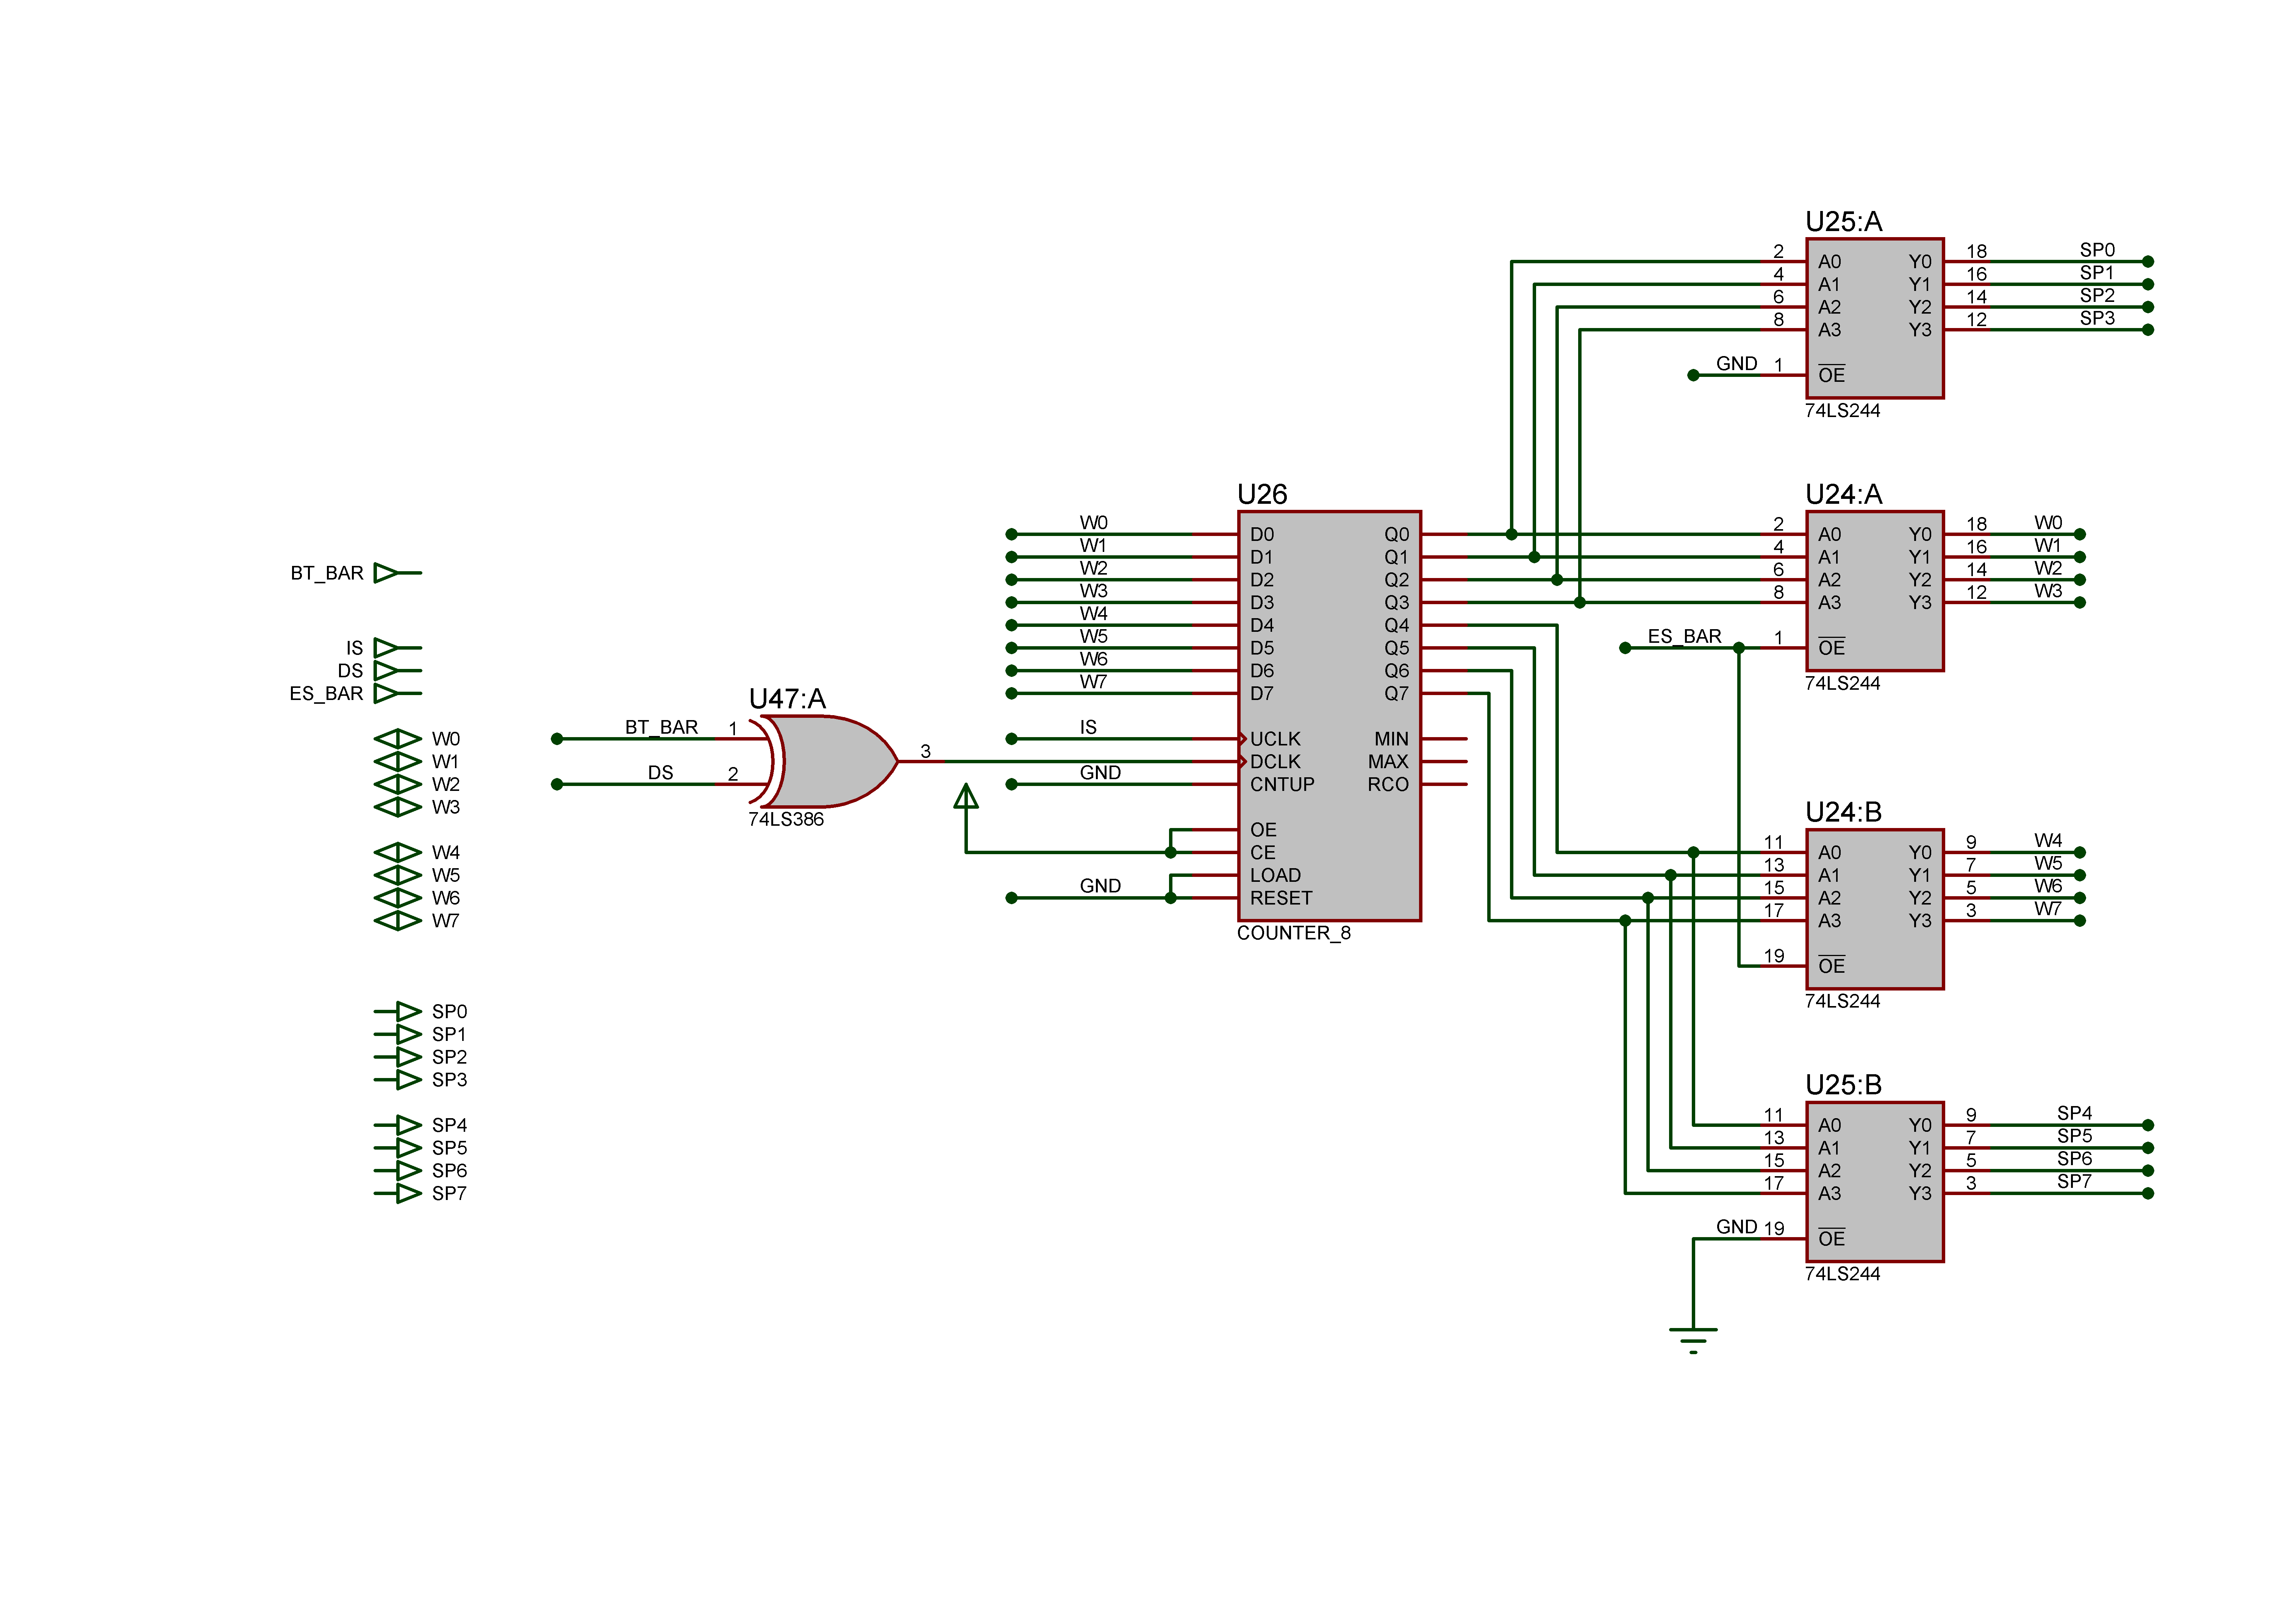 U25:A
2 A0 Y0 18 SP0
4 A1 Y1 16 SP1
6 A2 Y2 14 SP2
8 A3 Y3 12 SP3
GND 1 OE
74LS244
U26
W0 D0 Q0
W1 D1 Q1
W2 D2 Q2
W3 D3 Q3
W4 D4 Q4
W5 D5 Q5
W6 D6 Q6
W7 D7 Q7
IS UCLK MIN
DCLK MAX
GND CNTUP RCO
OE
CE
LOAD
GND RESET
COUNTER_8
U24:A
2 A0 Y0 18 W0
4 A1 Y1 16 W1
6 A2 Y2 14 W2
8 A3 Y3 12 W3
ES_BAR 1 OE
74LS244
BT_BAR
IS
DS
ES_BAR
W0
W1
W2
W3
W4
W5
W6
W7
SP0
SP1
SP2
SP3
SP4
SP5
SP6
SP7
U47:A
BT_BAR 1
3
DS 2
74LS386
U24:B
11 A0 Y0 9 W4
13 A1 Y1 7 W5
15 A2 Y2 5 W6
17 A3 Y3 3 W7
19 OE
74LS244
U25:B
11 A0 Y0 9 SP4
13 A1 Y1 7 SP5
15 A2 Y2 5 SP6
17 A3 Y3 3 SP7
GND 19 OE
74LS244